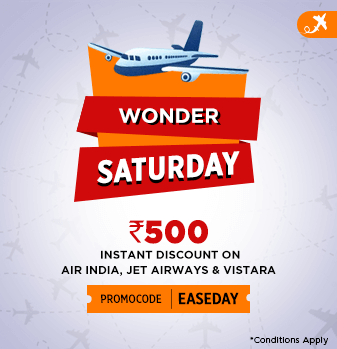 WONDER
SATURDAY
₹500
INSTANT DISCOUNT ON
AIR INDIA, JET AIRWAYS & VISTARA
PROMOCODE | EASEDAY
*Conditions Apply